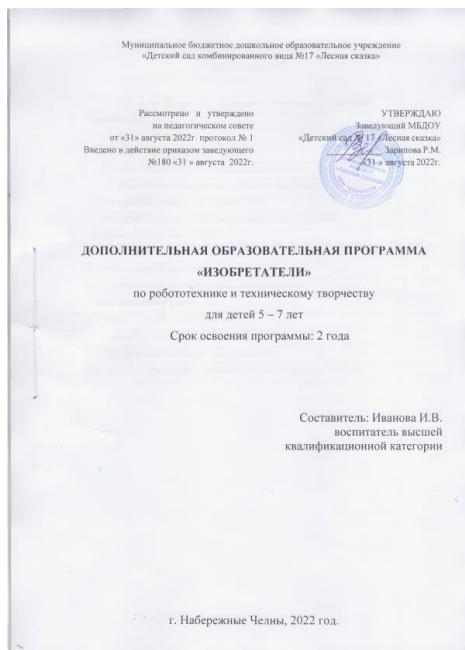 Муниципальное бюджетное дошкольное образовательное учреждение
«Детский сад комбинированного вида №17 «Лесная сказка»
Рассмотрено и утверждено
на педагогическом совете
от «31» августа 2022г. протокол № 1
Введено в действие приказом заведующего
№180 «31 » августа 2022г.
УТВЕРЖДАЮ
Заведующий МБДОУ
«Детский сад № 17 «Лесная сказка»
Зарипова Р.М.
«31 » августа 2022г.
ДОПОЛНИТЕЛЬНАЯ ОБРАЗОВАТЕЛЬНАЯ ПРОГРАММА
«ИЗОБРЕТАТЕЛИ»
по робототехнике и техническому творчеству
для детей 5 – 7 лет
Срок освоения программы: 2 года
Составитель: Иванова И.В.
воспитатель высшей
квалификационной категории
г. Набережные Челны, 2022 год.